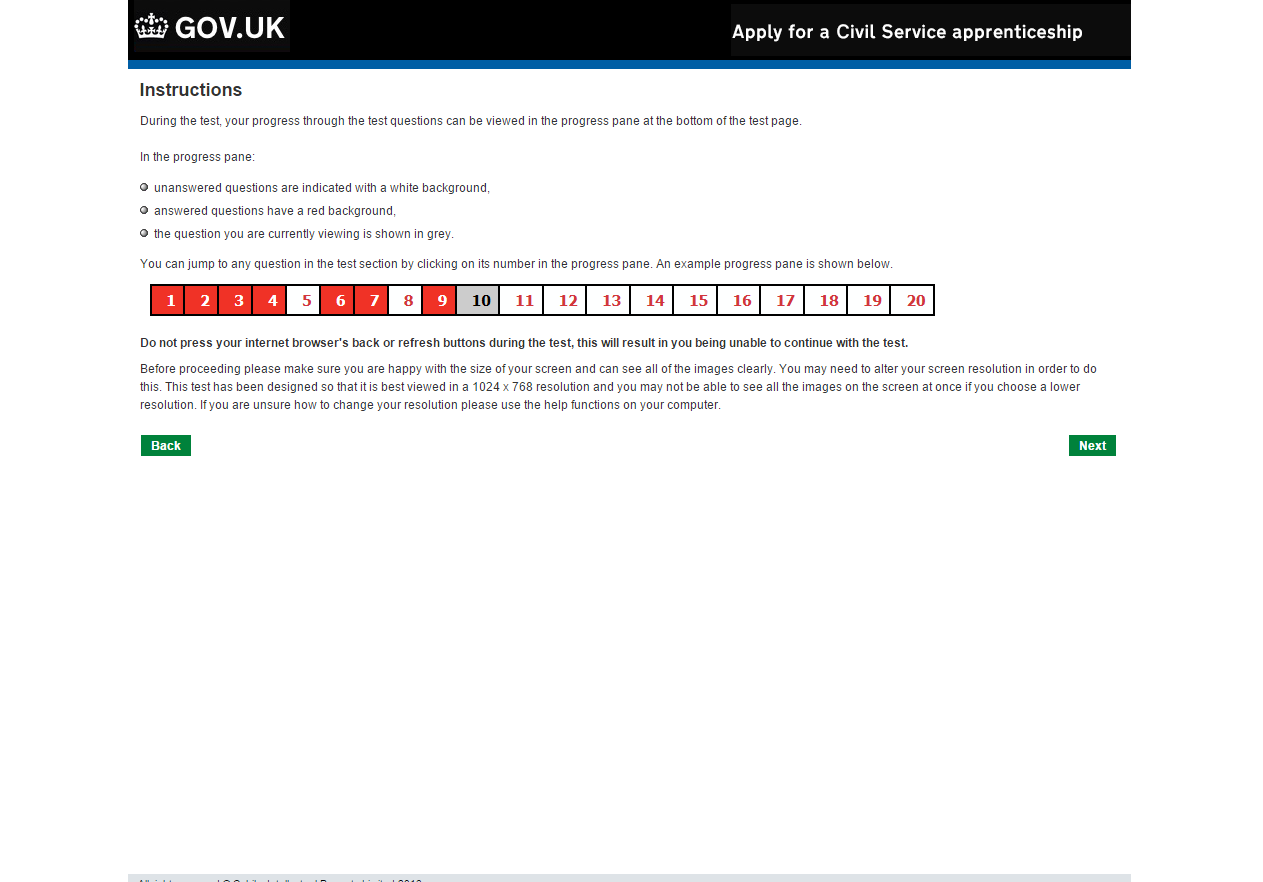 GOV.UK
Apply for a Civil Service apprenticeship
Instructions
During the test, your progress through the test questions can be viewed in the progress pane at the bottom of the test page.
In the progress pane:
unanswered questions are indicated with a white background,
answered questions have a red background,
the question you are currently viewing is shown in grey.
You can jump to any question in the test section by clicking on its number in the progress pane. An example progress pane is shown below.
1 2 3 4 5 6 7 8 9 10 11 12 13 14 15 16 17 18 19 20
Do not press your internet browser's back or refresh buttons during the test, this will result in you being unable to continue with the test.
Before proceeding please make sure you are happy with the size of your screen and can see all of the images clearly. You may need to alter your screen resolution in order to do
this. This test has been designed so that it is best viewed in a 1024 x 768 resolution and you may not be able to see all the images on the screen at once if you choose a lower
resolution. If you are unsure how to change your resolution please use the help functions on your computer.
Back
Next